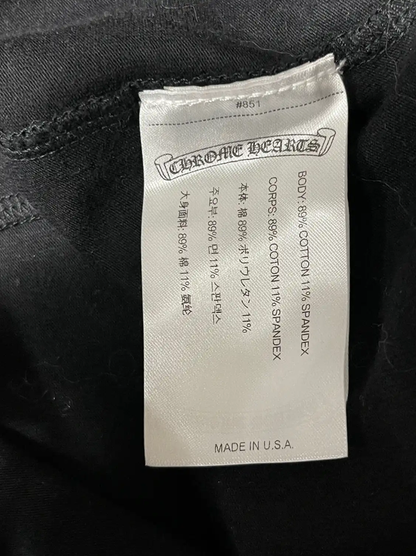 #851
CHROME HEARTS
BODY: 89% COTTON 11% SPANDEX
CORPS: 89% COTON 11% SPANDEX
本体: 棉 89% ポリウレタン 11%
주요부: 89% 면 11% 스판덱스
大身面料: 89% 棉 11% 氨纶
MADE IN U.S.A.